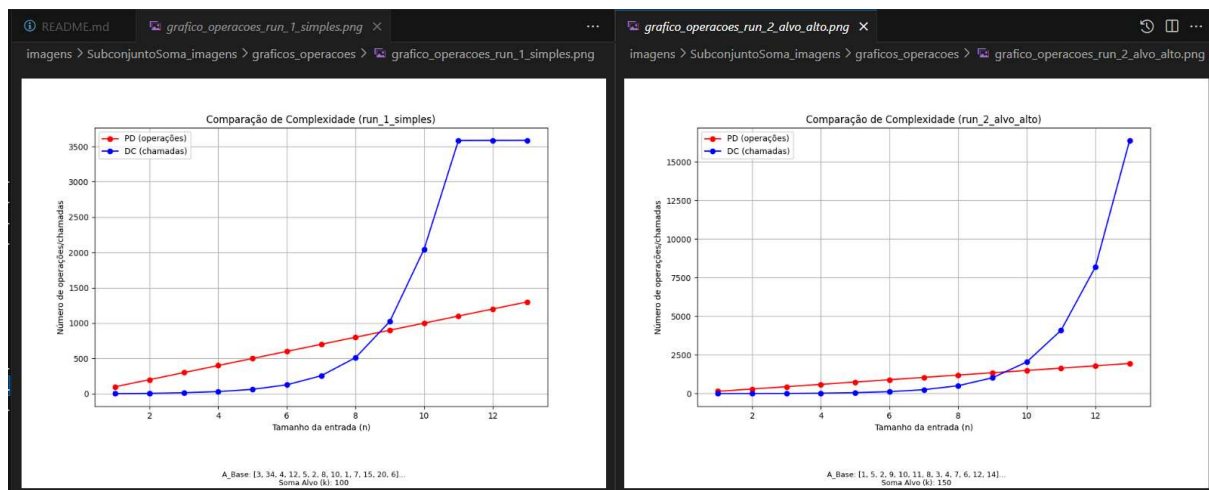 README.md
grafico_operacoes_run_1_simples.png
imagens > SubconjuntoSoma_imagens > graficos_operacoes > grafico_operacoes_run_1_simples.png
Comparação de Complexidade (run_1_simples)
PD (operações)
DC (chamadas)
Número de operações/chamadas
3500
3000
2500
2000
1500
1000
500
0
2 4 6 8 10 12
Tamanho da entrada (n)
A_Base: [3, 34, 4, 12, 5, 2, 8, 10, 1, 7, 15, 20, 6]...
Soma Alvo (k): 100
grafico_operacoes_run_2_alvo_alto.png
imagens > SubconjuntoSoma_imagens > graficos_operacoes > grafico_operacoes_run_2_alvo_alto.png
Comparação de Complexidade (run_2_alvo_alto)
PD (operações)
DC (chamadas)
Número de operações/chamadas
15000
12500
10000
7500
5000
2500
0
2 4 6 8 10 12
Tamanho da entrada (n)
A_Base: [1, 5, 2, 9, 10, 11, 8, 3, 4, 7, 6, 12, 14]...
Soma Alvo (k): 150